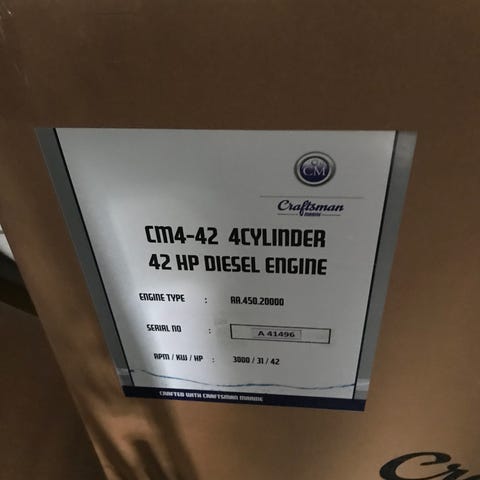 CM
Craftsman
MARINE
CM4-42 4CYLINDER
42 HP DIESEL ENGINE
ENGINE TYPE : AA.450.20000
SERIAL NO : A 41496
RPM / KW / HP : 3000 / 31 / 42
CRAFTED WITH CRAFTSMAN MARINE